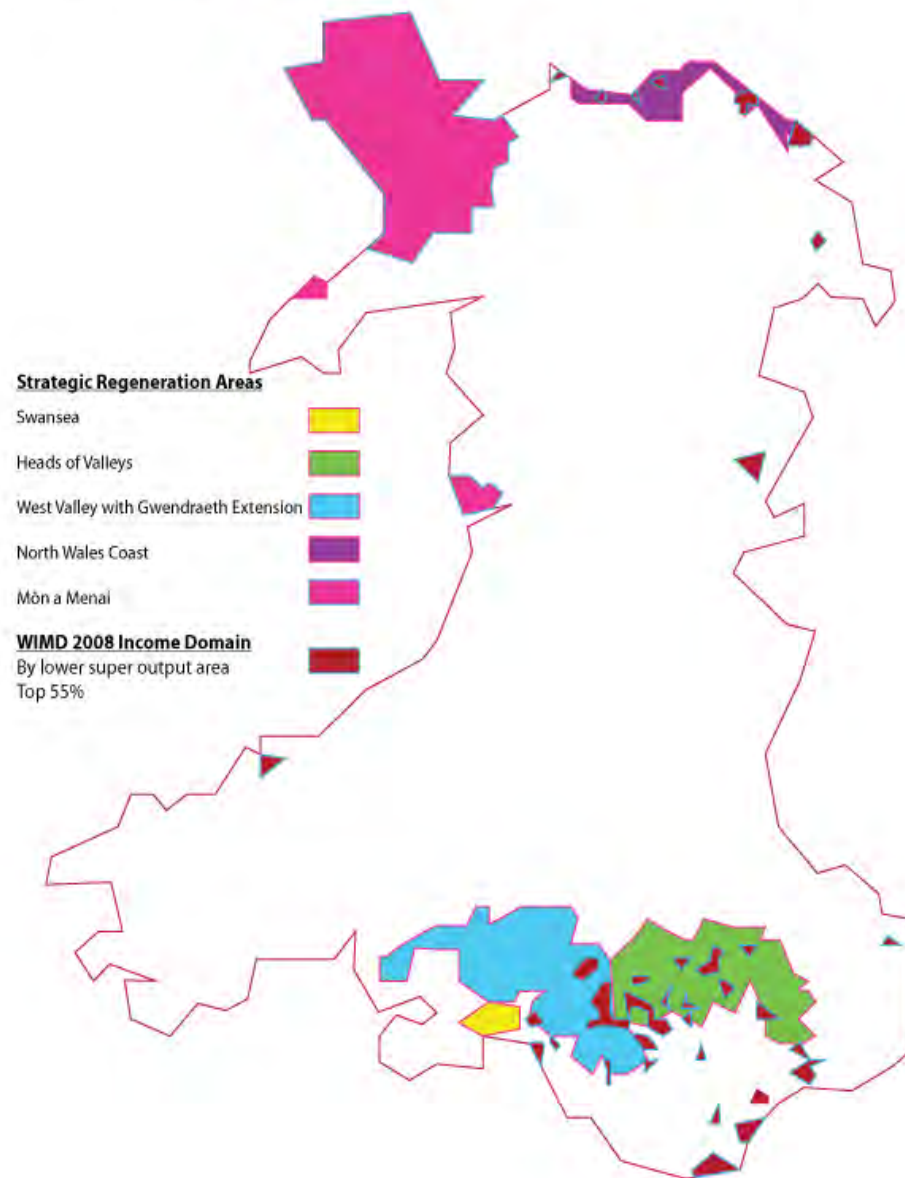 Strategic Regeneration Areas
Swansea
Heads of Valleys
West Valley with Gwendraeth Extension
North Wales Coast
Mòn a Menai
WIMD 2008 Income Domain
By lower super output area
Top 55%